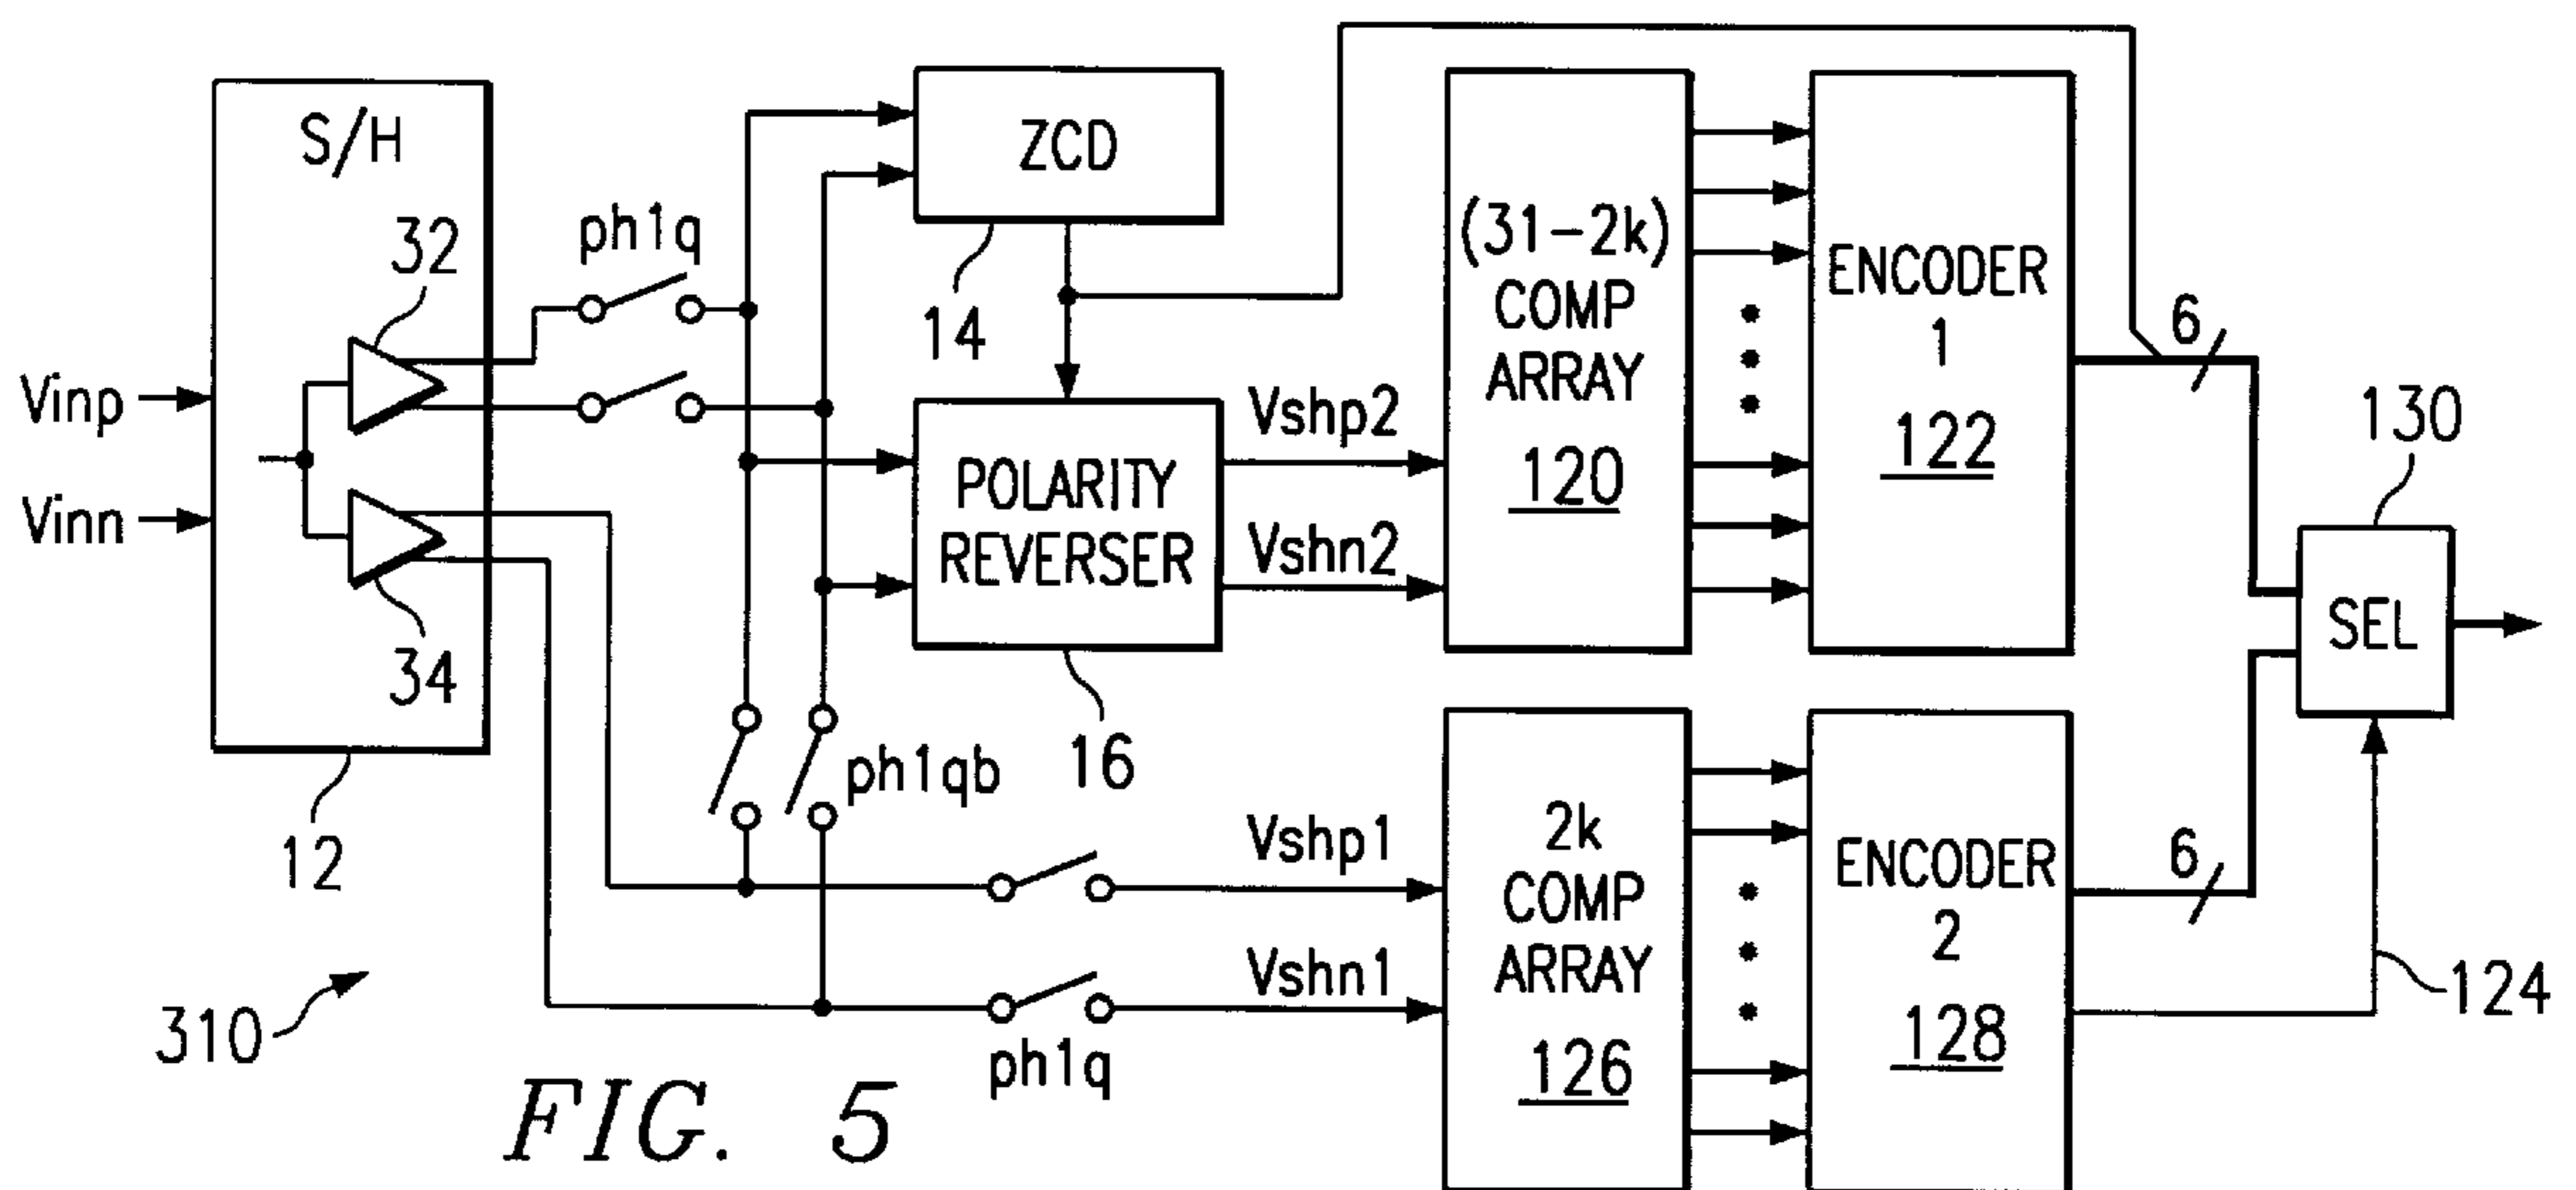 S/H
32
34
12
Vinp
Vinn
ph1q
ZCD
14
POLARITY
REVERSER
16
ph1qb
Vshp2
Vshn2
(31-2k)
COMP
ARRAY
120
ENCODER
1
122
6
130
SEL
Vshp1
Vshn1
ph1q
2k
COMP
ARRAY
126
ENCODER
2
128
6
124
310
FIG. 5